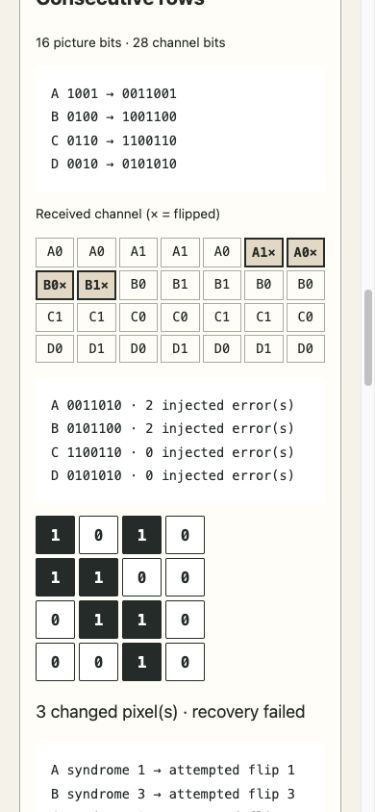 Consecutive rows
16 picture bits · 28 channel bits
A 1001 → 0011001
B 0100 → 1001100
C 0110 → 1100110
D 0010 → 0101010
Received channel (× = flipped)
A0 A0 A1 A1 A0 A1× A0×
B0× B1× B0 B1 B1 B0 B0
C1 C1 C0 C0 C1 C1 C0
D0 D1 D0 D1 D0 D1 D0
A 0011010 · 2 injected error(s)
B 0101100 · 2 injected error(s)
C 1100110 · 0 injected error(s)
D 0101010 · 0 injected error(s)
1 0 1 0
1 1 0 0
0 1 1 0
0 0 1 0
3 changed pixel(s) · recovery failed
A syndrome 1 → attempted flip 1
B syndrome 3 → attempted flip 3